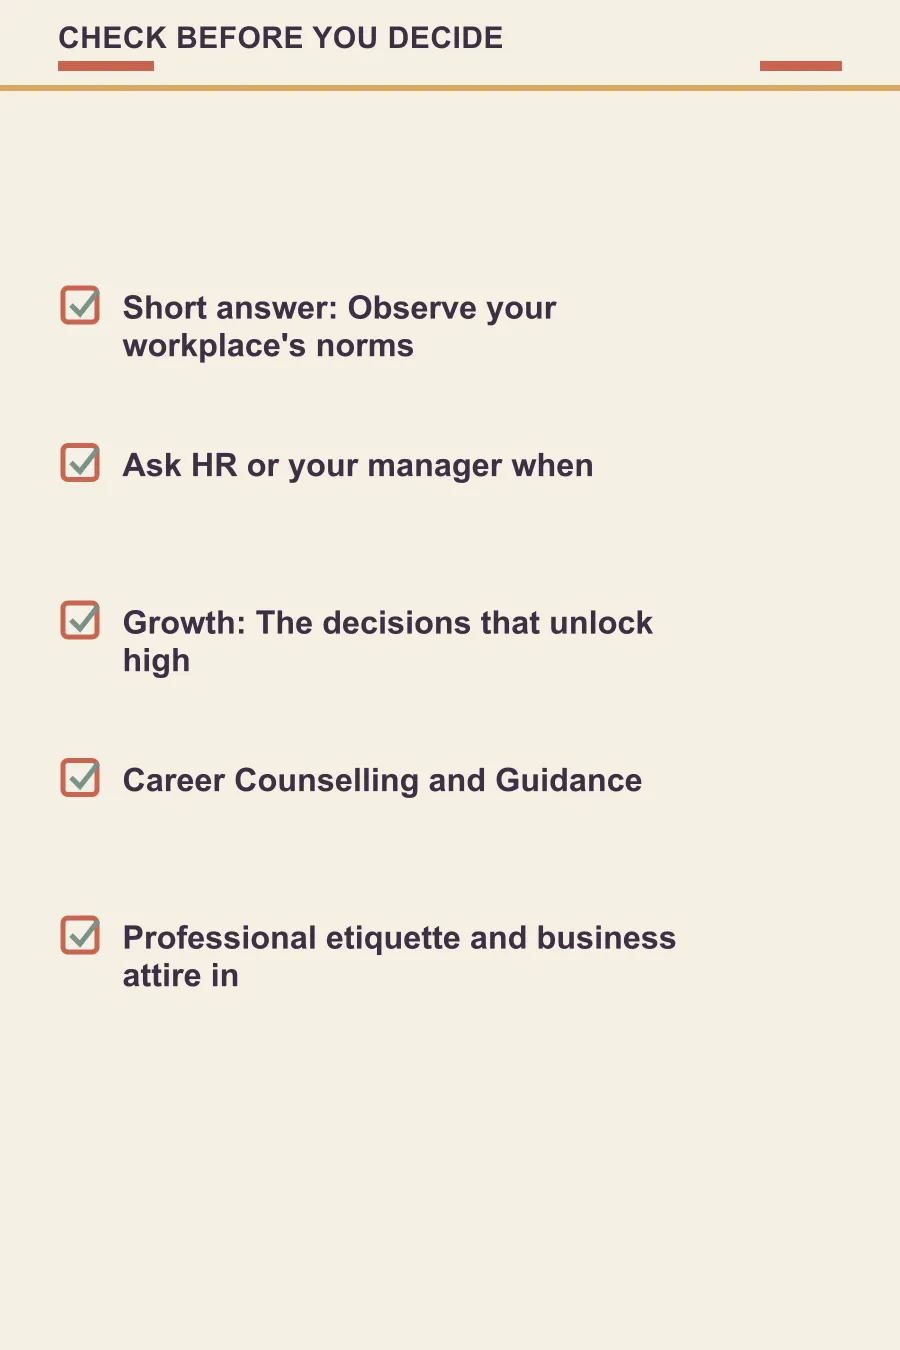 CHECK BEFORE YOU DECIDE
Short answer: Observe your
workplace's norms
Ask HR or your manager when
Growth: The decisions that unlock
high
Career Counselling and Guidance
Professional etiquette and business
attire in